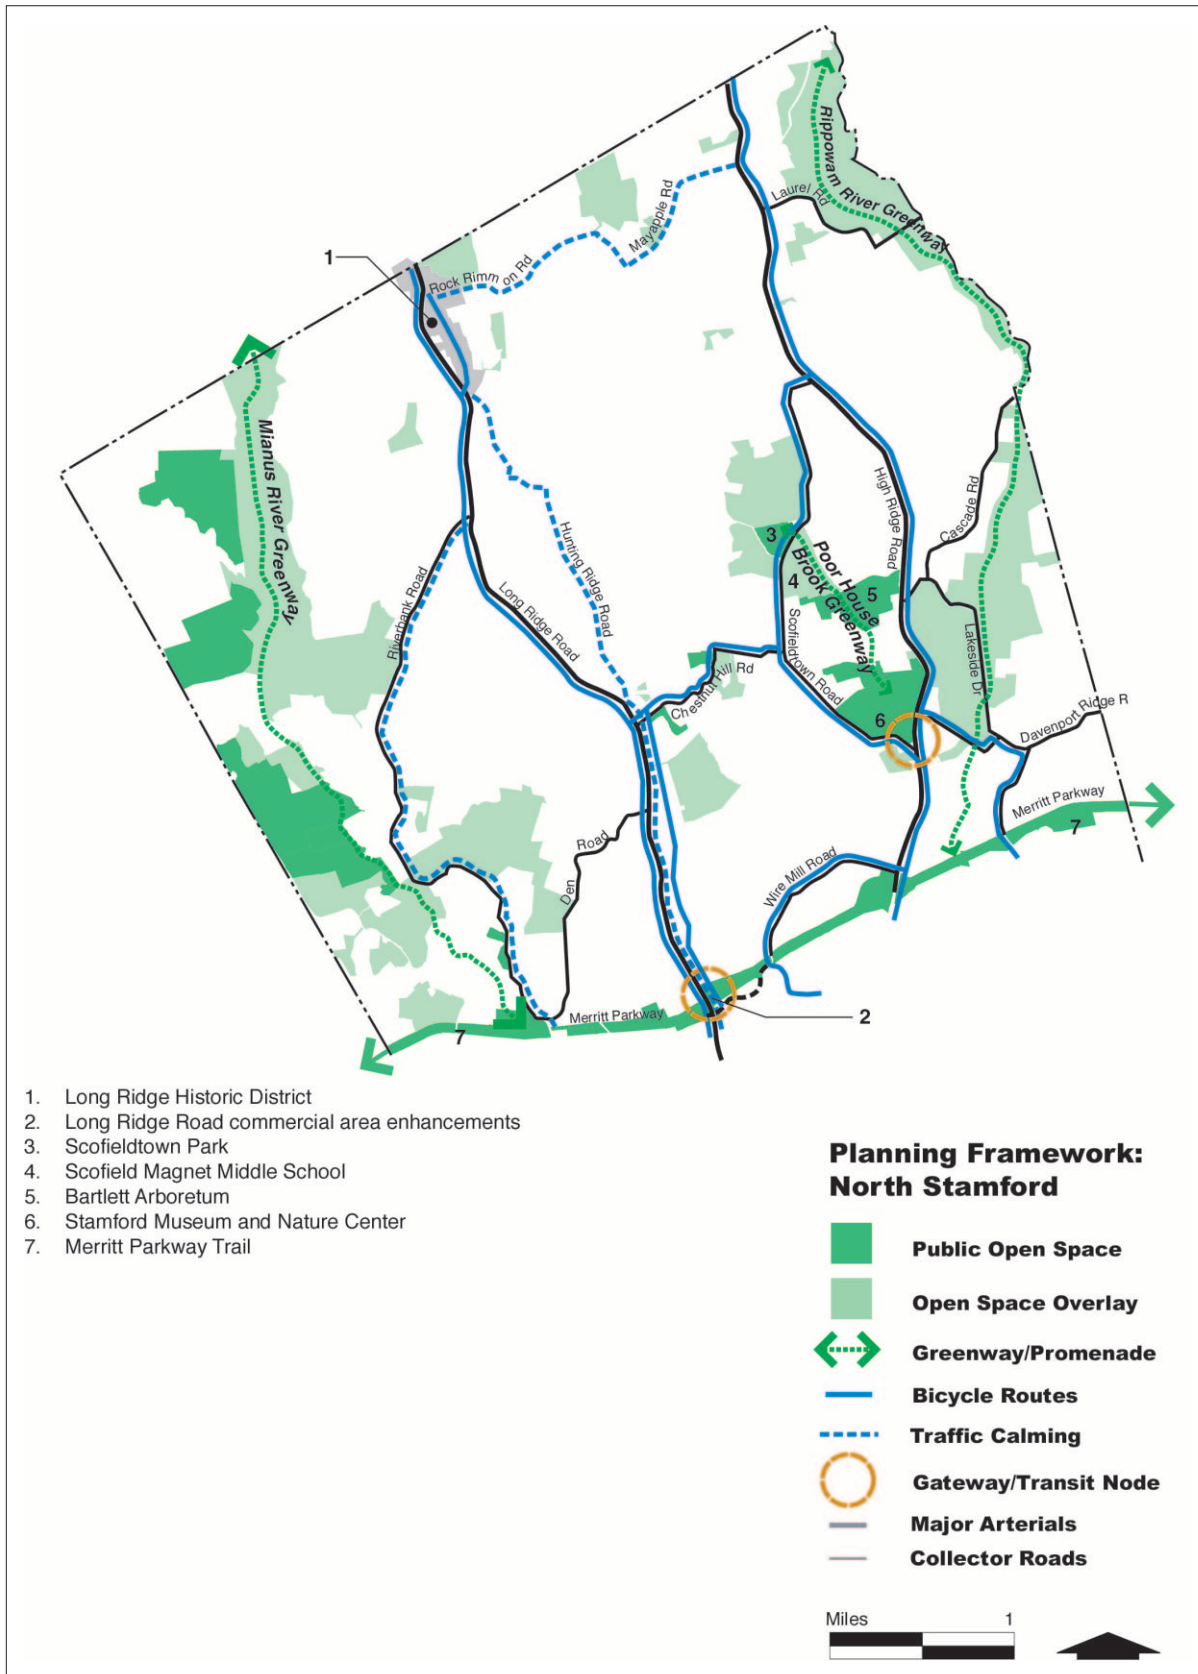 Rippowam River Greenway
Laurel Rd
Mayapple Rd
1
Rock Rimm on Rd
Mianus River Greenway
High Ridge Road
Cascade Rd
Hunting Ridge Road
3
Poor House
Brook Greenway
4
5
Long Ridge Road
Riverbank Road
Scofieldtown Road
Lakeside Dr
Chestnut Hill Rd
6
Davenport Ridge R
Merritt Parkway
7
Road
Den
Wire Mill Road
Merritt Parkway
2
7
1. Long Ridge Historic District
2. Long Ridge Road commercial area enhancements
3. Scofieldtown Park
4. Scofield Magnet Middle School
5. Bartlett Arboretum
6. Stamford Museum and Nature Center
7. Merritt Parkway Trail
Planning Framework:
North Stamford
Public Open Space
Open Space Overlay
Greenway/Promenade
Bicycle Routes
Traffic Calming
Gateway/Transit Node
Major Arterials
Collector Roads
Miles 1